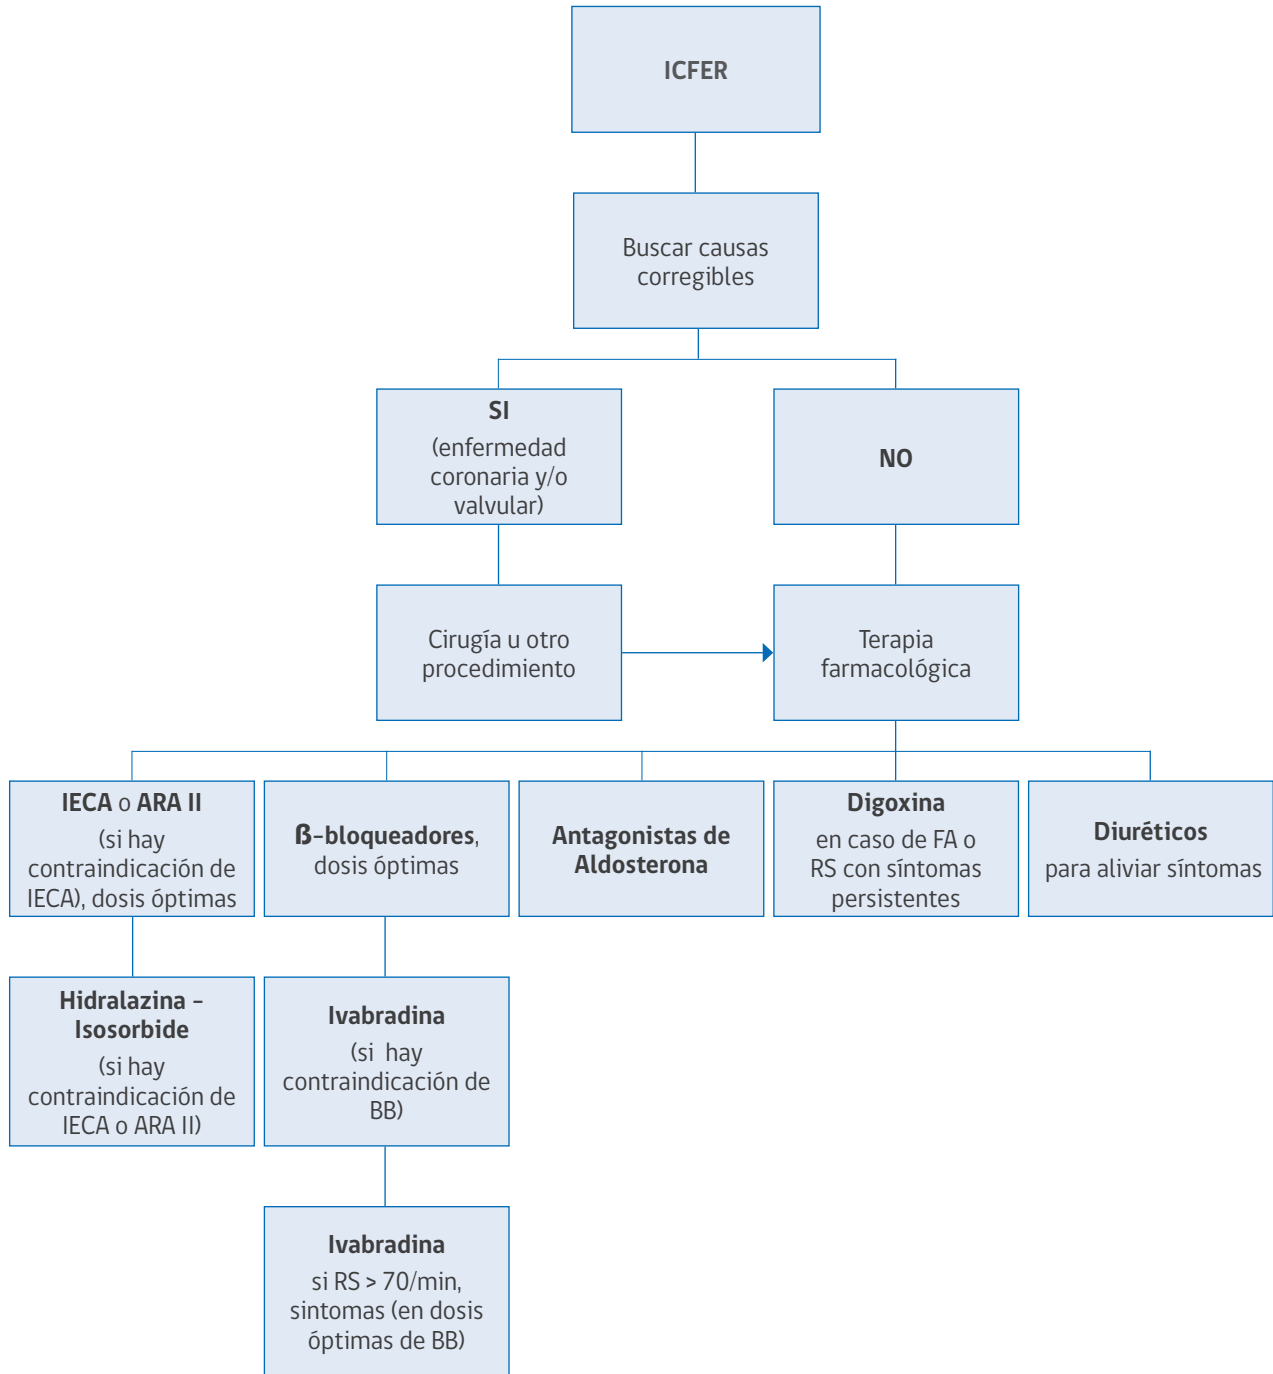 ICFER
Buscar causas
corregibles
SI
(enfermedad
coronaria y/o
valvular)
NO
Cirugía u otro
procedimiento
Terapia
farmacológica
IECA o ARA II
(si hay
contraindicación de
IECA), dosis óptimas
ß-bloqueadores,
dosis óptimas
Antagonistas de
Aldosterona
Digoxina
en caso de FA o
RS con síntomas
persistentes
Diuréticos
para aliviar síntomas
Hidralazina –
Isosorbide
(si hay
contraindicación de
IECA o ARA II)
Ivabradina
(si hay
contraindicación de
BB)
Ivabradina
si RS > 70/min,
sintomas (en dosis
óptimas de BB)